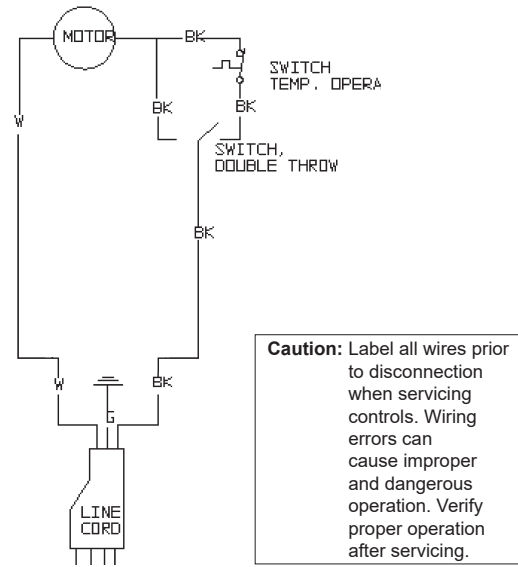 MOTOR
BK
SWITCH
TEMP. OPERA
BK
BK
W
SWITCH,
DOUBLE THROW
BK
W
BK
G
LINE
CORD
Caution: Label all wires prior
to disconnection
when servicing
controls. Wiring
errors can
cause improper
and dangerous
operation. Verify
proper operation
after servicing.